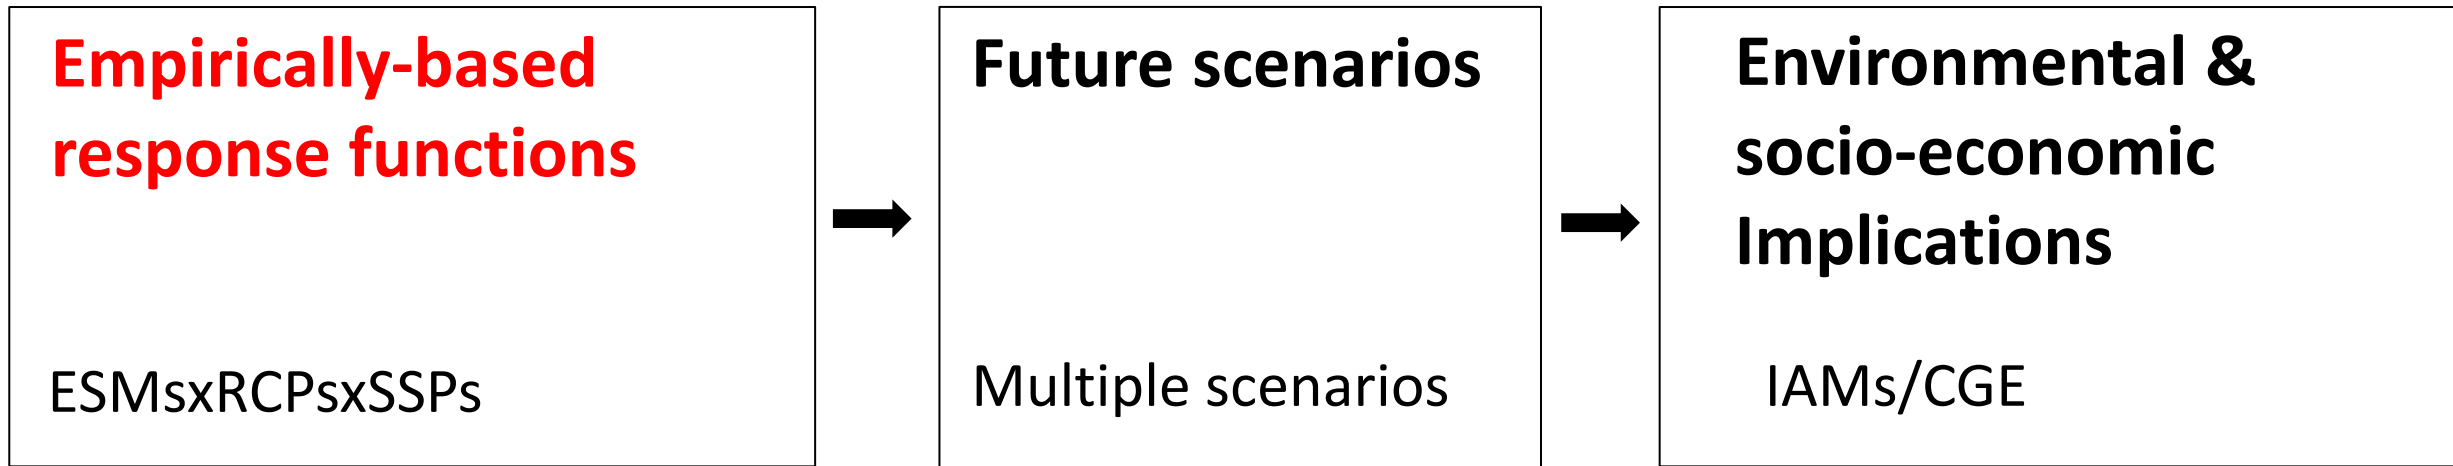 Empirically-based
response functions
ESMsxRCPsxSSPs
Future scenarios
Multiple scenarios
Environmental &
socio-economic
Implications
IAMs/CGE